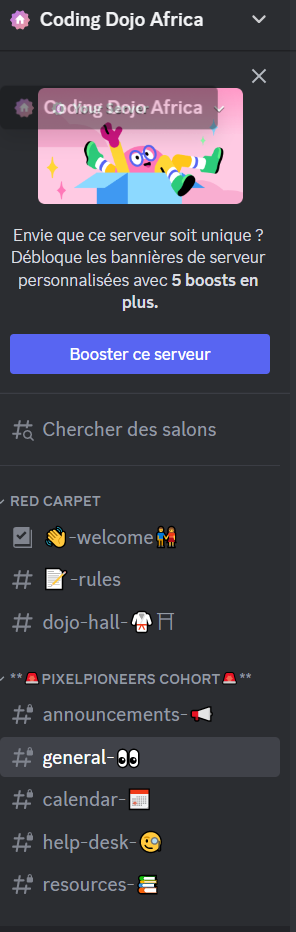 Coding Dojo Africa
Coding Dojo Africa
Envie que ce serveur soit unique ?
Débloque les bannières de serveur
personnalisées avec 5 boosts en
plus.
Booster ce serveur
Chercher des salons
RED CARPET
👋-welcome👫
📝-rules
dojo-hall-🥋⛩
**🚨PIXELPIONEERS COHORT🚨**
announcements-📢
general-👀
calendar-📅
help-desk-🧐
resources-📚